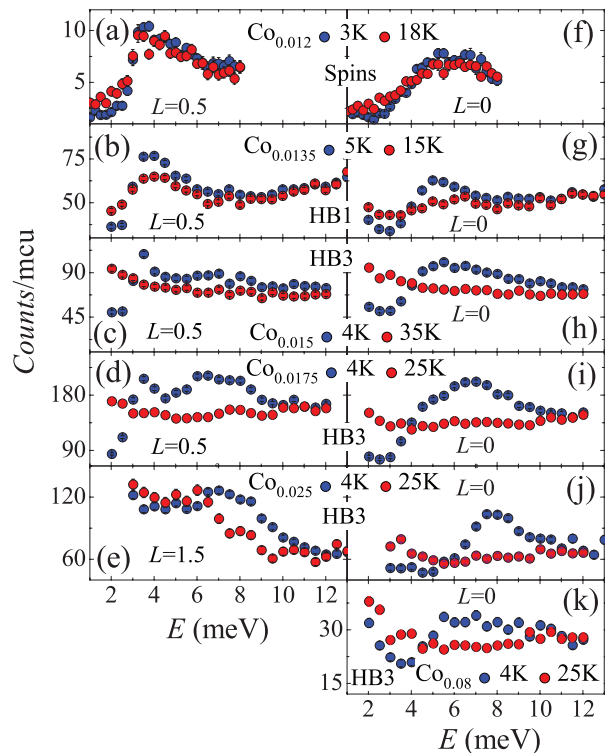 (a) Co0.012 3K 18K (f)
10
5
Spins
L=0.5 L=0
(b) Co0.0135 5K 15K (g)
75
50
L=0.5 HB1 L=0
HB3
90
45
(c) L=0.5 Co0.015 4K 35K L=0 (h)
(d) Co0.0175 4K 25K (i)
180
90
L=0.5 HB3 L=0
Co0.025 4K 25K L=0
120
60
HB3 (j)
(e) L=1.5
2 4 6 8 10 12
E (meV)
L=0 (k)
30
15
HB3 Co0.08 4K 25K
2 4 6 8 10 12
E (meV)
Counts/mcu